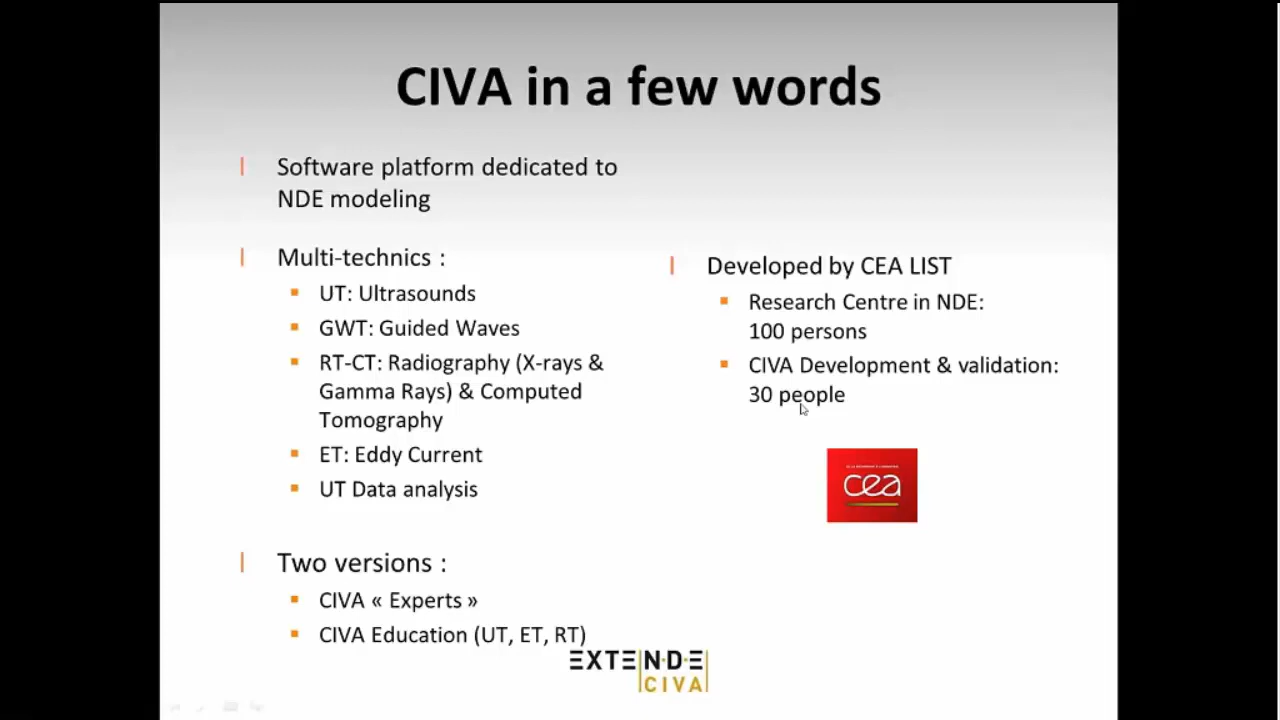 CIVA in a few words
Software platform dedicated to
NDE modeling
Multi-technics :
UT: Ultrasounds
GWT: Guided Waves
RT-CT: Radiography (X-rays &
Gamma Rays) & Computed
Tomography
ET: Eddy Current
UT Data analysis
Two versions :
CIVA « Experts »
CIVA Education (UT, ET, RT)
Developed by CEA LIST
Research Centre in NDE:
100 persons
CIVA Development & validation:
30 people
cea
EXTENDE
CIVA